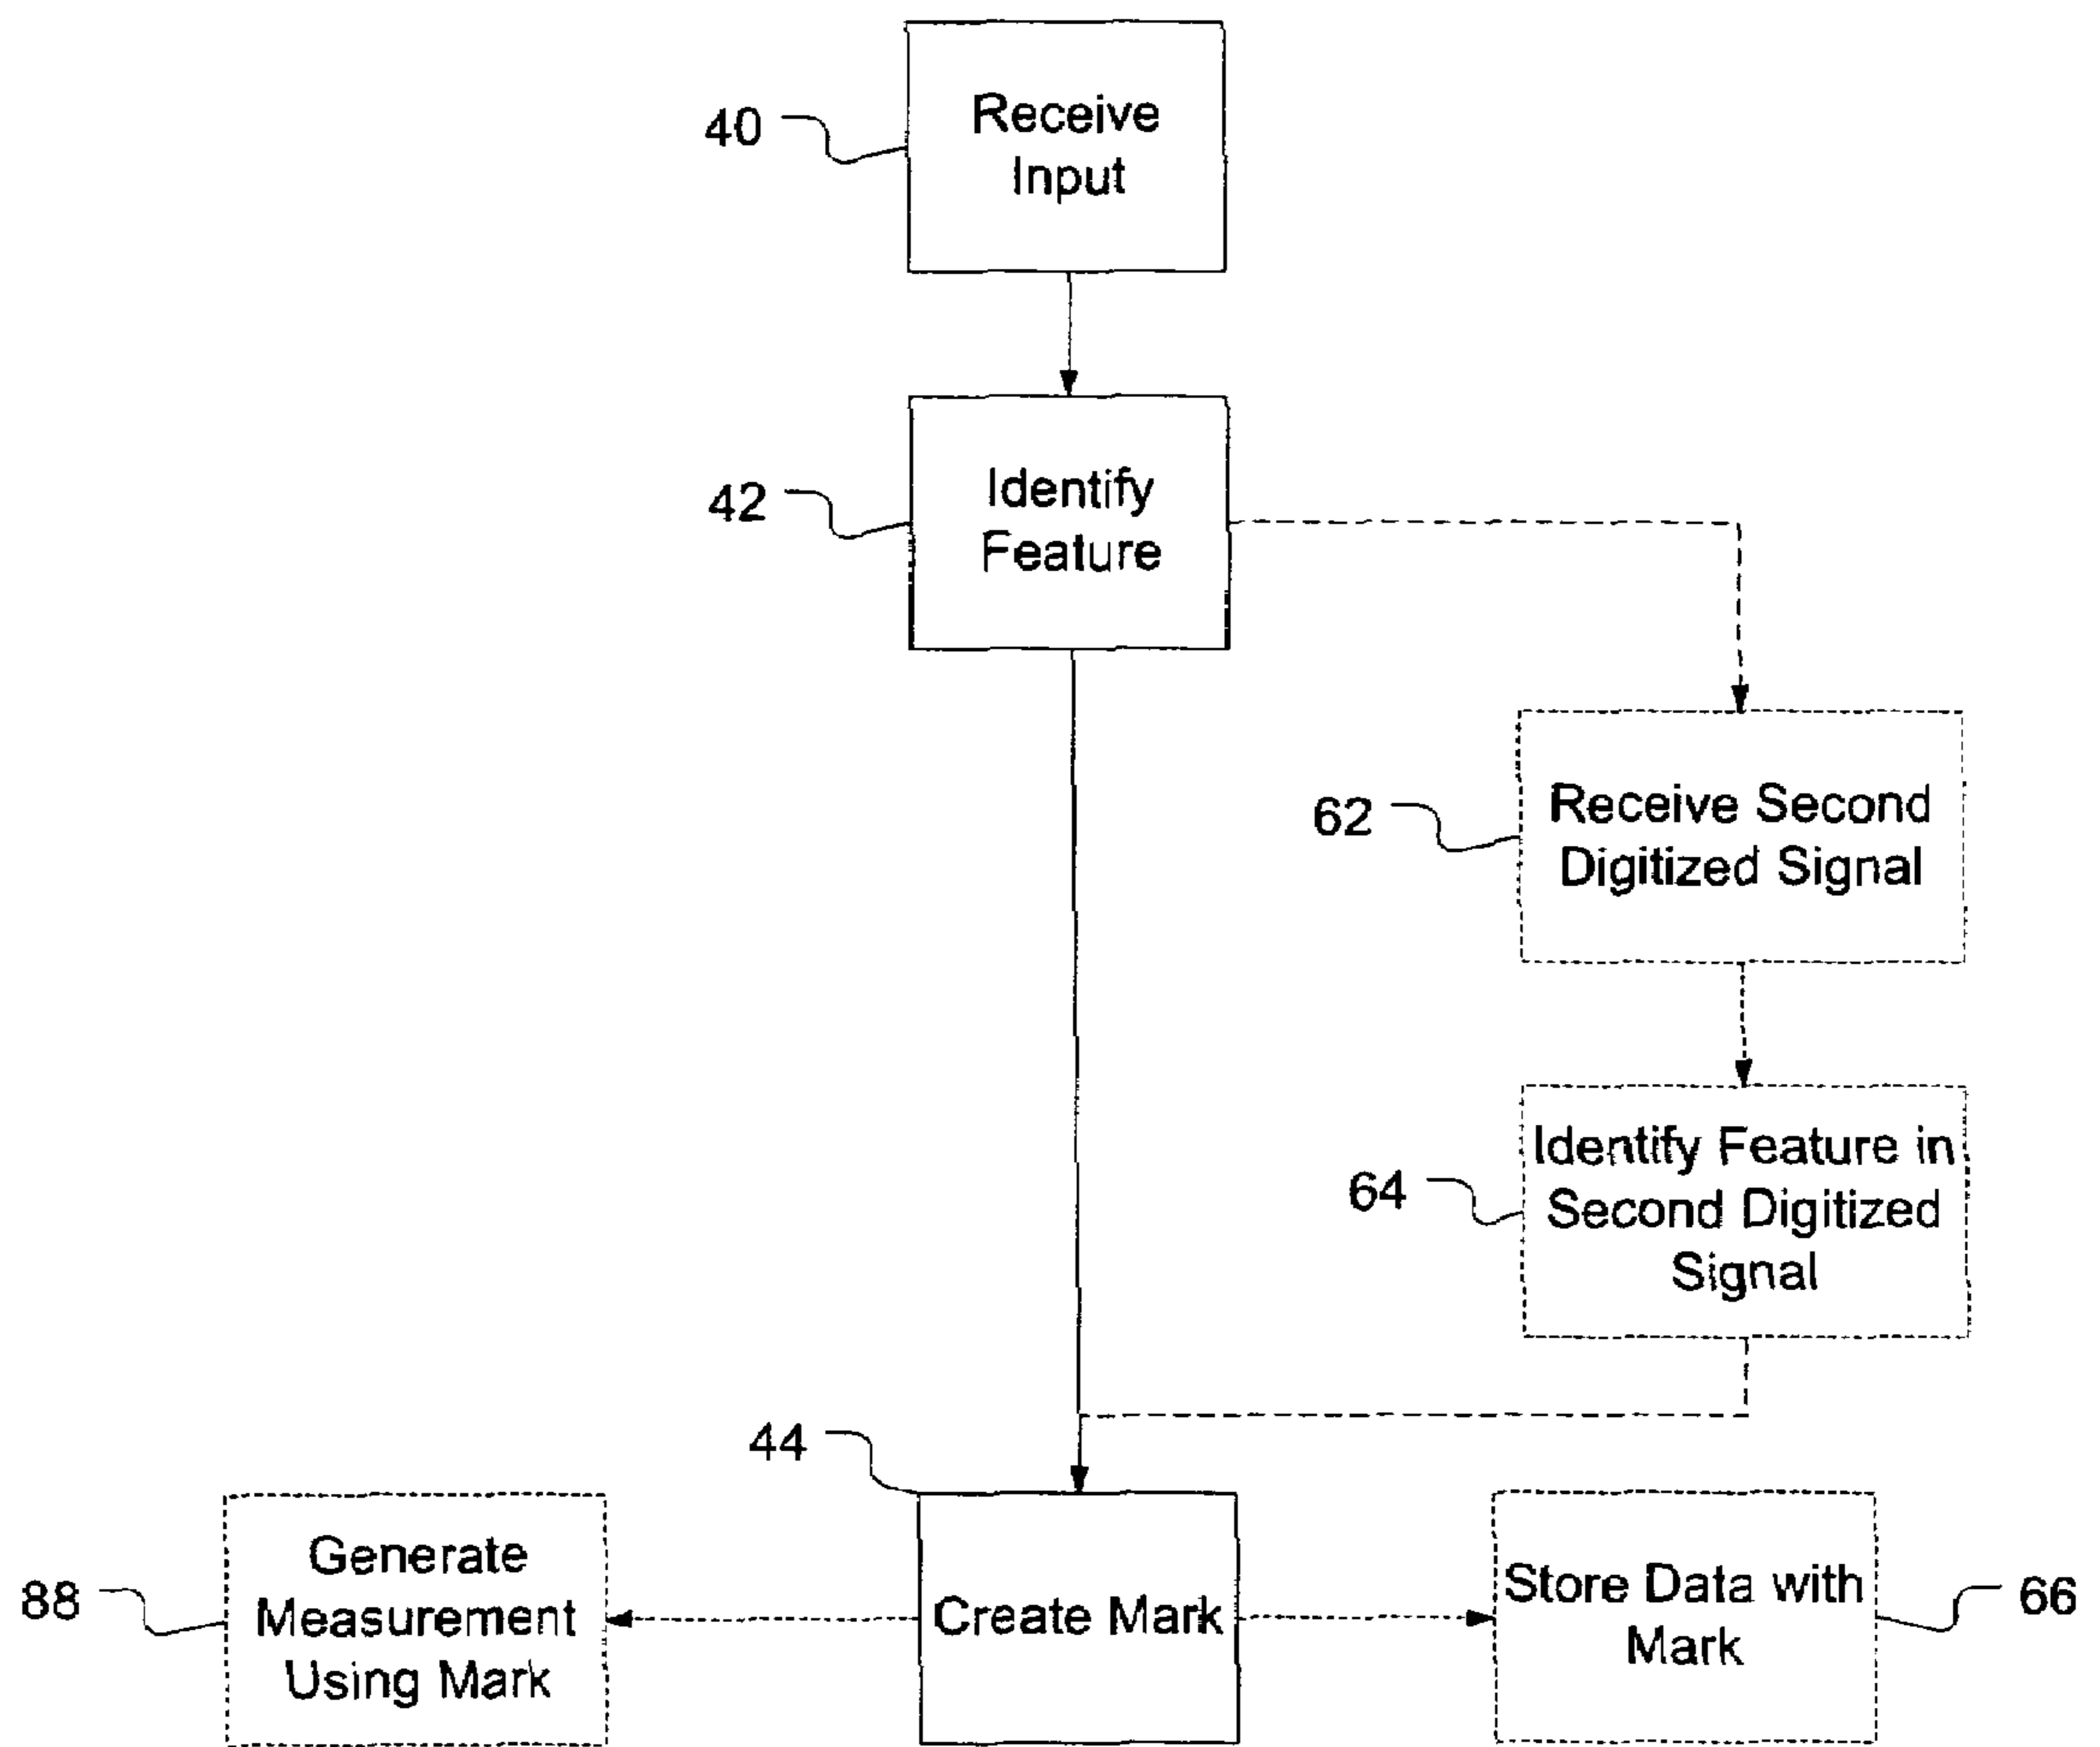 40
Receive
Input
42
Identify
Feature
62
Receive Second
Digitized Signal
64
Identify Feature in
Second Digitized
Signal
44
88
Generate
Measurement
Using Mark
Create Mark
Store Data with
Mark
66